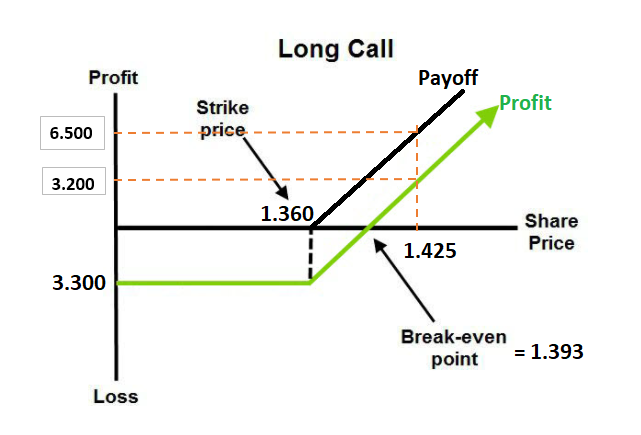 Long Call
Profit
Payoff
Profit
Strike
price
6.500
3.200
1.360
Share
Price
1.425
3.300
Break-even
point
= 1.393
Loss